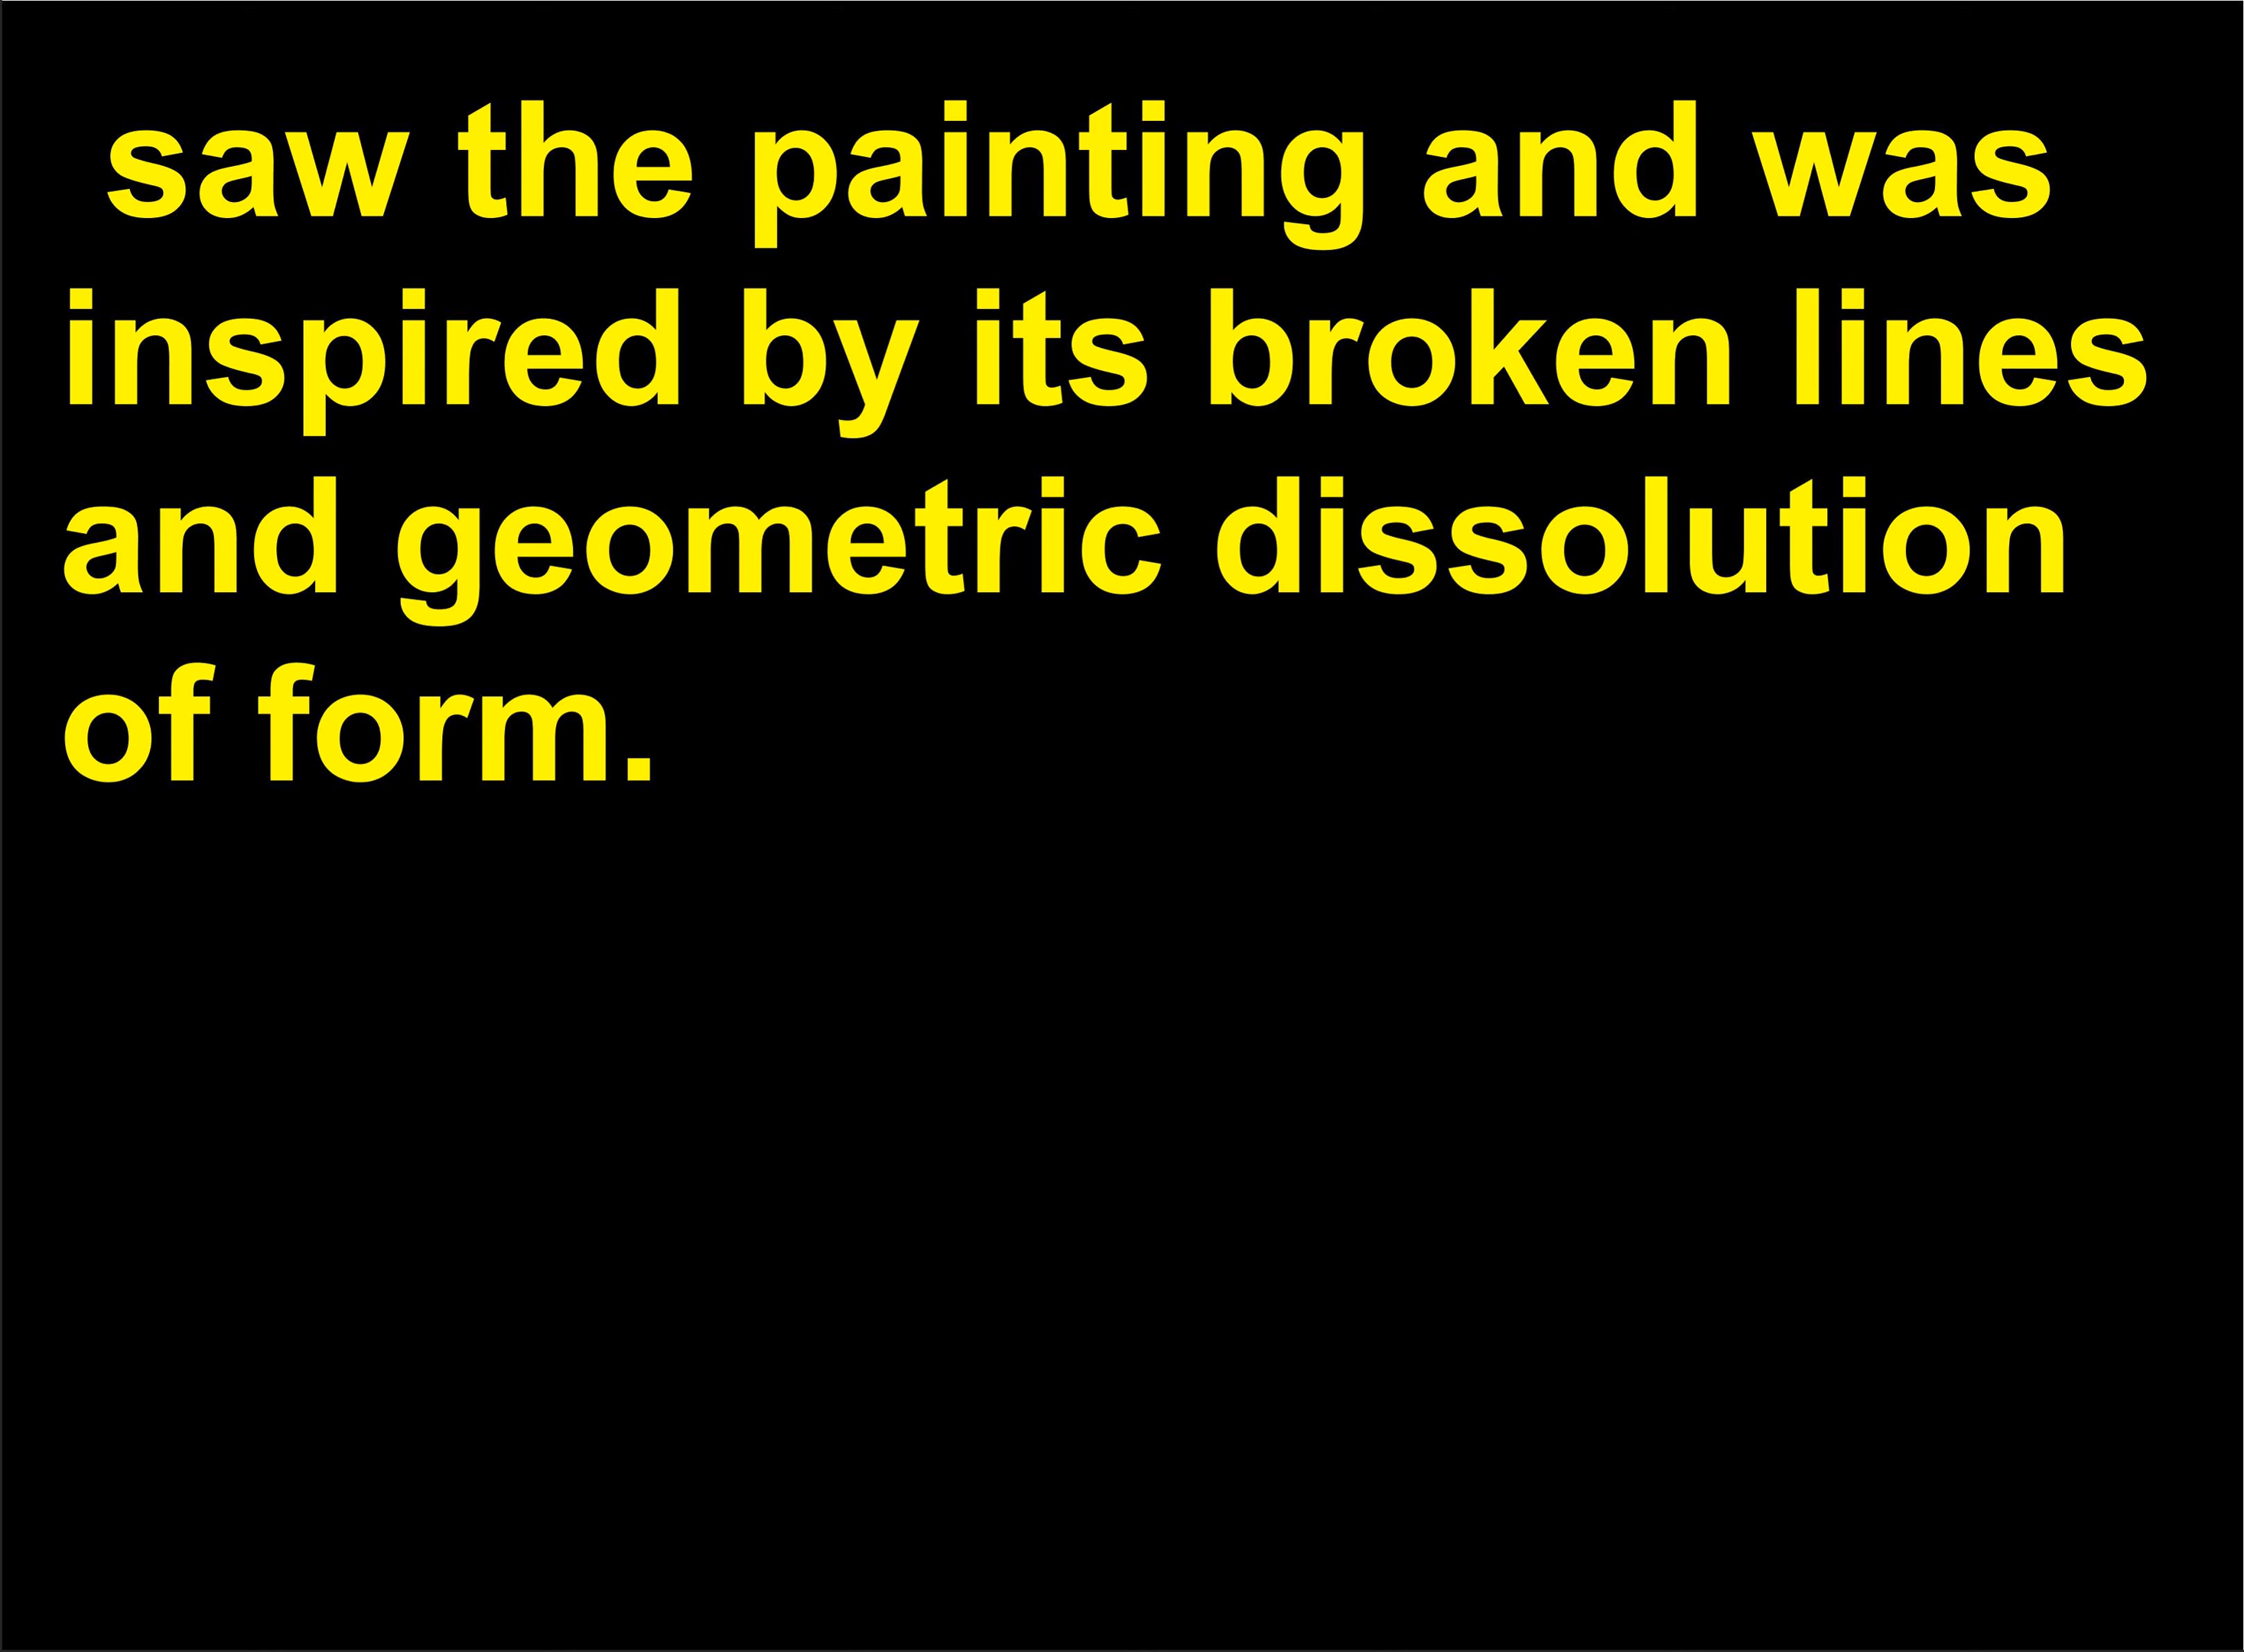 saw the painting and was
inspired by its broken lines
and geometric dissolution
of form.